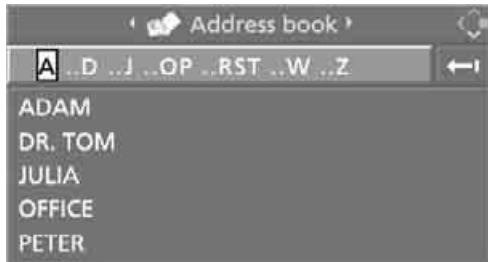 Address book
A ..D ..J ..OP ..RST ..W ..Z
ADAM
DR. TOM
JULIA
OFFICE
PETER